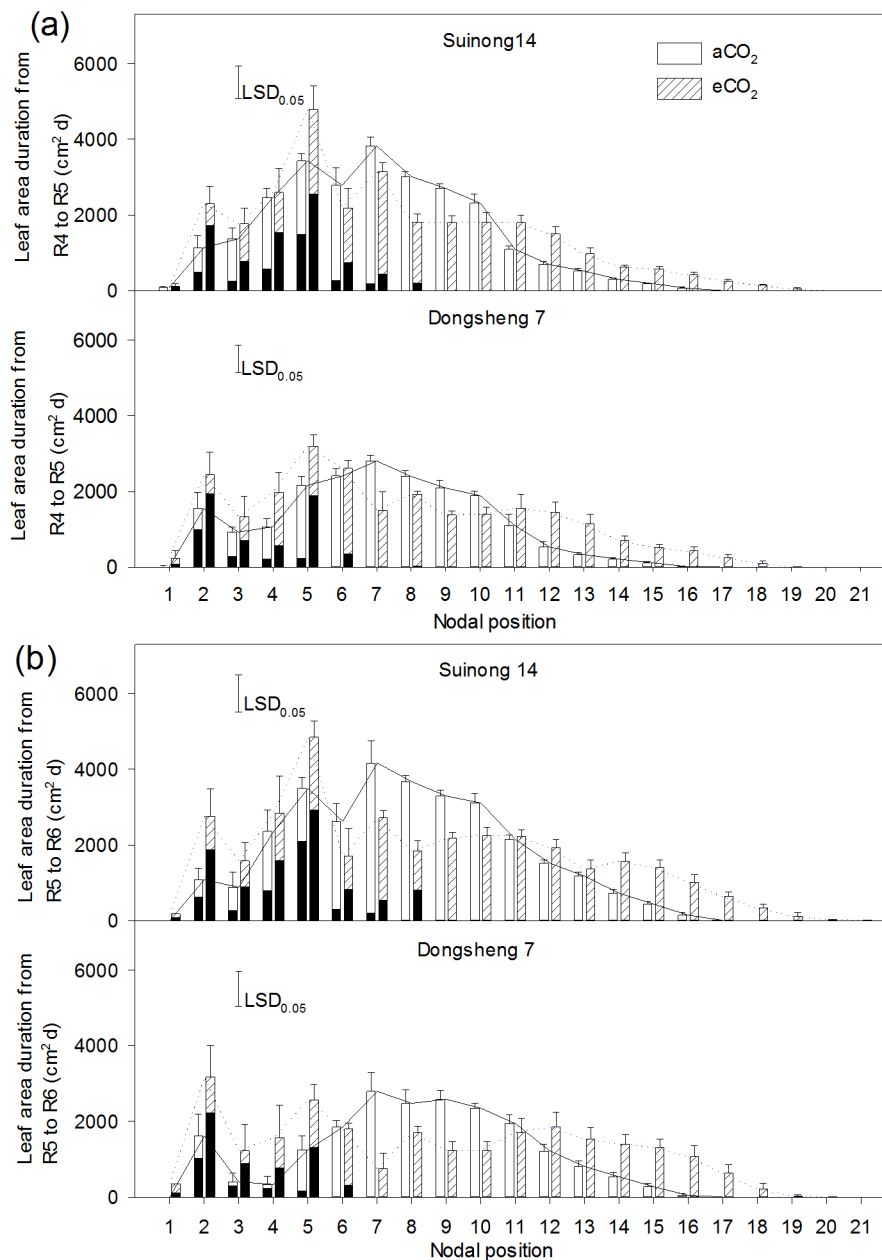 (a)
Suinong14
aCO₂
eCO₂
LSD₀.₀₅
Leaf area duration from
R4 to R5 (cm² d)
6000
4000
2000
0
Dongsheng 7
LSD₀.₀₅
Leaf area duration from
R4 to R5 (cm² d)
6000
4000
2000
0
1 2 3 4 5 6 7 8 9 10 11 12 13 14 15 16 17 18 19 20 21
Nodal position
(b)
Suinong 14
LSD₀.₀₅
Leaf area duration from
R5 to R6 (cm² d)
6000
4000
2000
0
Dongsheng 7
LSD₀.₀₅
Leaf area duration from
R5 to R6 (cm² d)
6000
4000
2000
0
1 2 3 4 5 6 7 8 9 10 11 12 13 14 15 16 17 18 19 20 21
Nodal position